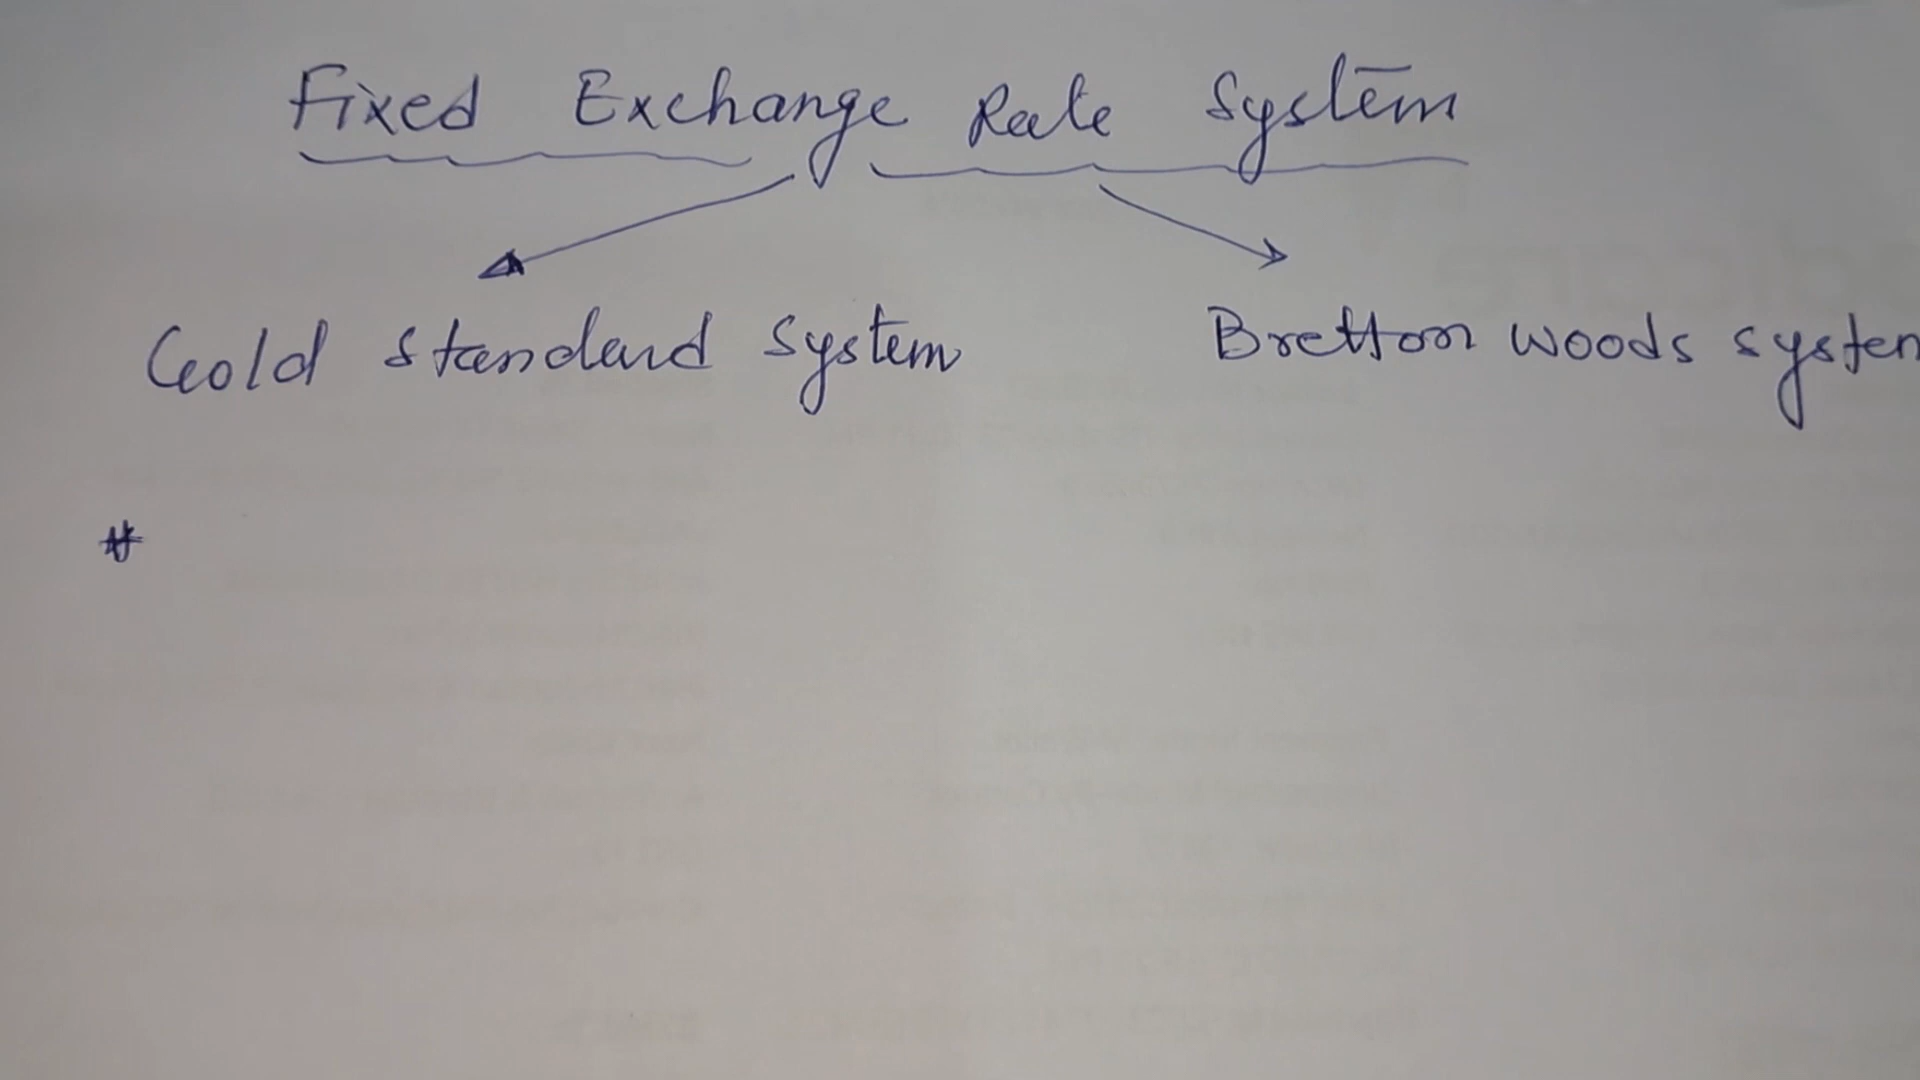 Fixed Exchange Rate System
Gold standard system Bretton woods system
#